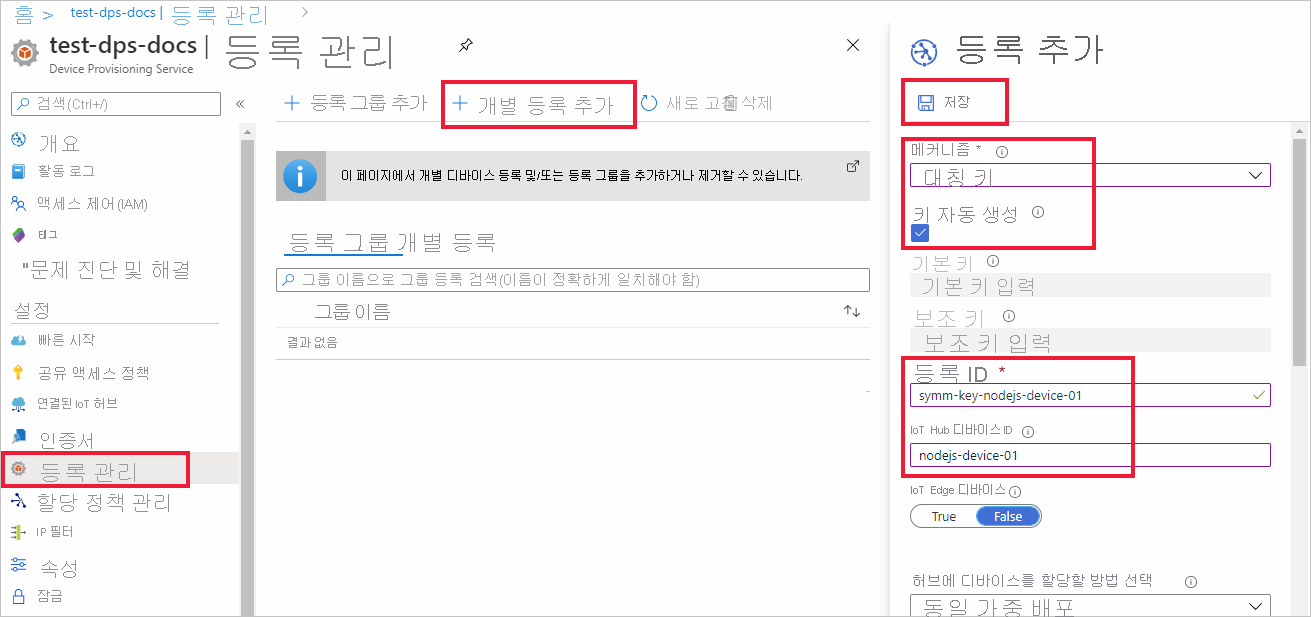 홈 > test-dps-docs | 등록 관리 >
test-dps-docs | 등록 관리
Device Provisioning Service
검색(Ctrl+/)
개요
활동 로그
액세스 제어(IAM)
태그
"문제 진단 및 해결
설정
빠른 시작
공유 액세스 정책
연결된 IoT 허브
인증서
등록 관리
할당 정책 관리
IP 필터
속성
잠금
+ 등록 그룹 추가 + 개별 등록 추가 새로 고 삭제
이 페이지에서 개별 디바이스 등록 및/또는 등록 그룹을 추가하거나 제거할 수 있습니다.
등록 그룹 개별 등록
그룹 이름으로 그룹 등록 검색(이름이 정확하게 일치해야 함)
그룹 이름
결과 없음
등록 추가
저장
메커니즘 *
대칭 키
키 자동 생성
기본 키
기본 키 입력
보조 키
보조 키 입력
등록 ID *
symm-key-nodejs-device-01
IoT Hub 디바이스 ID
nodejs-device-01
IoT Edge 디바이스
True False
허브에 디바이스를 할당할 방법 선택
동일 가중 배포